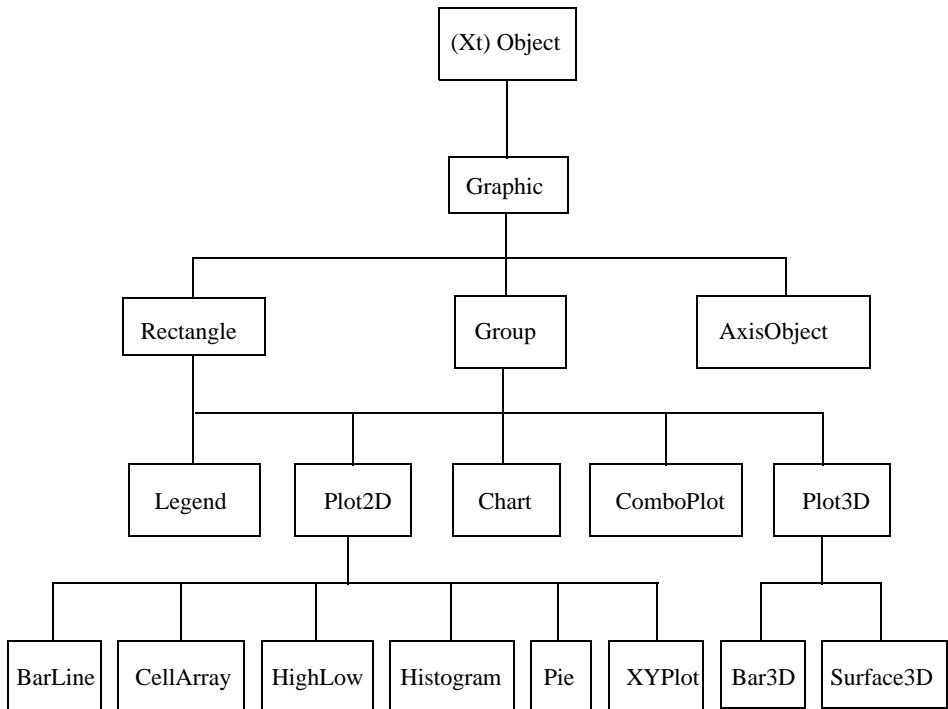 (Xt) Object
Graphic
Rectangle
Group
AxisObject
Legend
Plot2D
Chart
ComboPlot
Plot3D
BarLine
CellArray
HighLow
Histogram
Pie
XYPlot
Bar3D
Surface3D